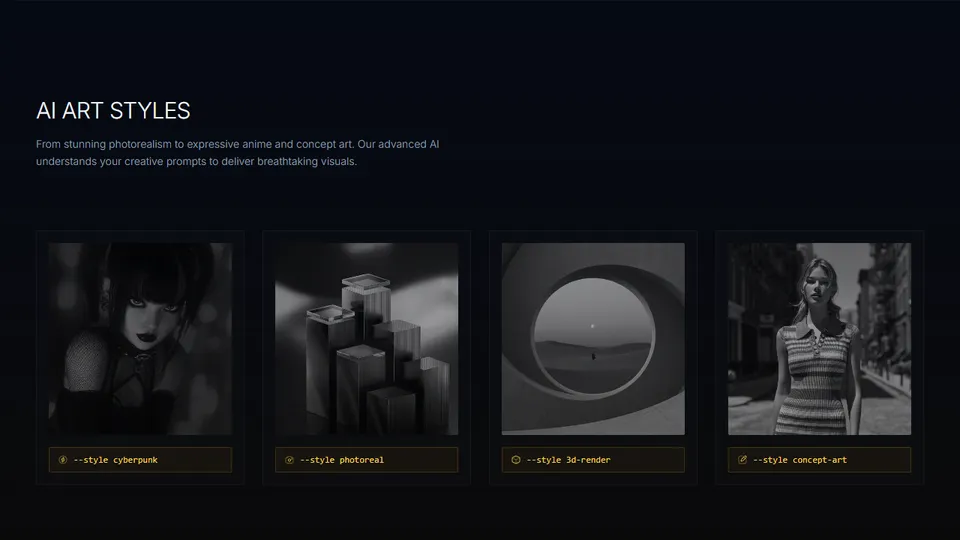 AI ART STYLES
From stunning photorealism to expressive anime and concept art. Our advanced AI
understands your creative prompts to deliver breathtaking visuals.
--style cyberpunk
--style photoreal
--style 3d-render
--style concept-art